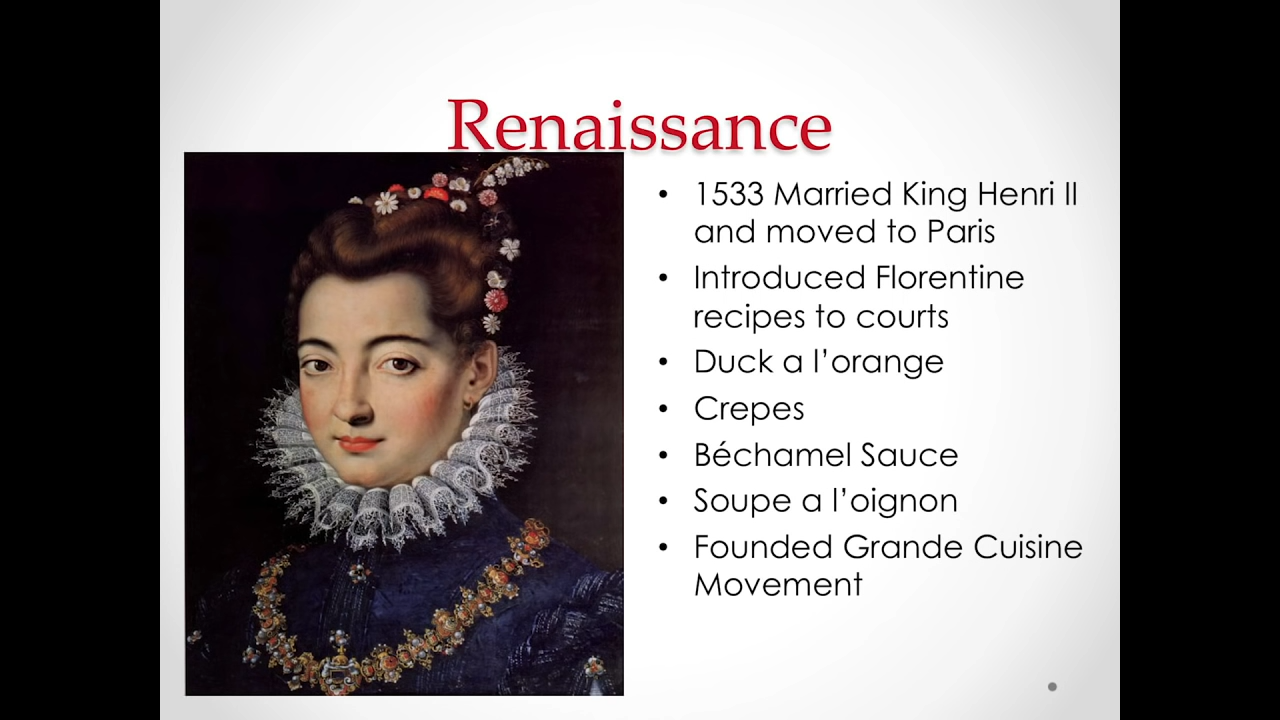 Renaissance
• 1533 Married King Henri II
and moved to Paris
• Introduced Florentine
recipes to courts
• Duck a l’orange
• Crepes
• Béchamel Sauce
• Soupe a l’oignon
• Founded Grande Cuisine
Movement